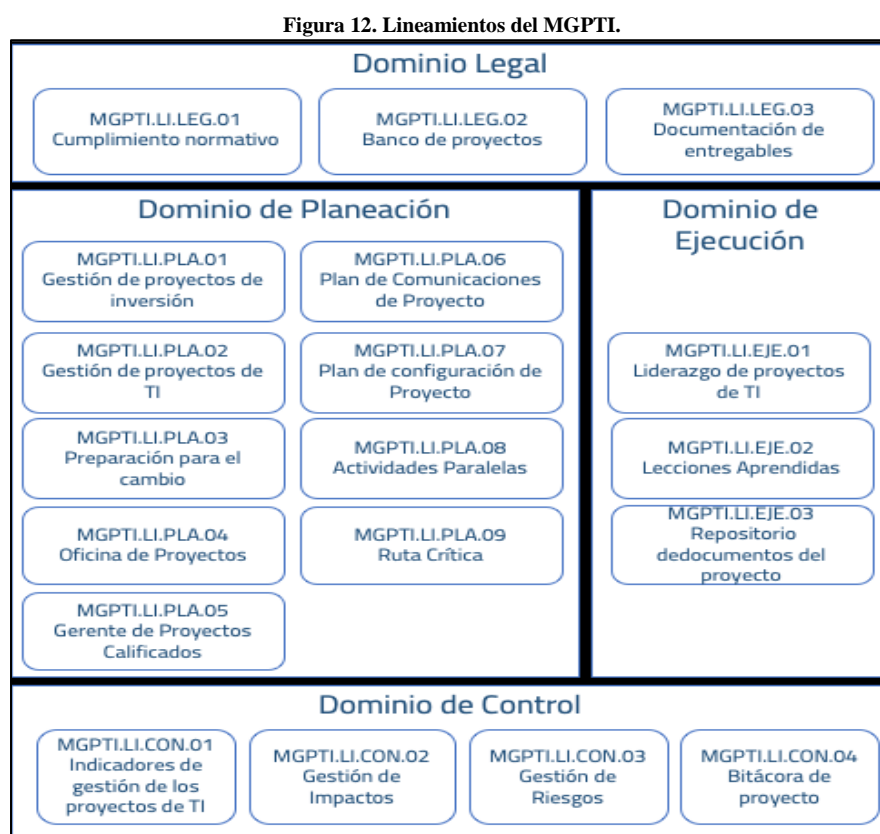 Figura 12. Lineamientos del MGPTI.
Dominio Legal
MGPTI.LI.LEG.01
Cumplimiento normativo
MGPTI.LI.LEG.02
Banco de proyectos
MGPTI.LI.LEG.03
Documentación de
entregables
Dominio de Planeación
MGPTI.LI.PLA.01
Gestión de proyectos de
inversión
MGPTI.LI.PLA.02
Gestión de proyectos de
TI
MGPTI.LI.PLA.03
Preparación para el
cambio
MGPTI.LI.PLA.04
Oficina de Proyectos
MGPTI.LI.PLA.05
Gerente de Proyectos
Calificados
MGPTI.LI.PLA.06
Plan de Comunicaciones
de Proyecto
MGPTI.LI.PLA.07
Plan de configuración de
Proyecto
MGPTI.LI.PLA.08
Actividades Paralelas
MGPTI.LI.PLA.09
Ruta Crítica
Dominio de
Ejecución
MGPTI.LI.EJE.01
Liderazgo de proyectos
de TI
MGPTI.LI.EJE.02
Lecciones Aprendidas
MGPTI.LI.EJE.03
Repositorio
dedocumentos del
proyecto
Dominio de Control
MGPTI.LI.CON.01
Indicadores de
gestión de los
proyectos de TI
MGPTI.LI.CON.02
Gestión de
Impactos
MGPTI.LI.CON.03
Gestión de
Riesgos
MGPTI.LI.CON.04
Bitácora de
proyecto